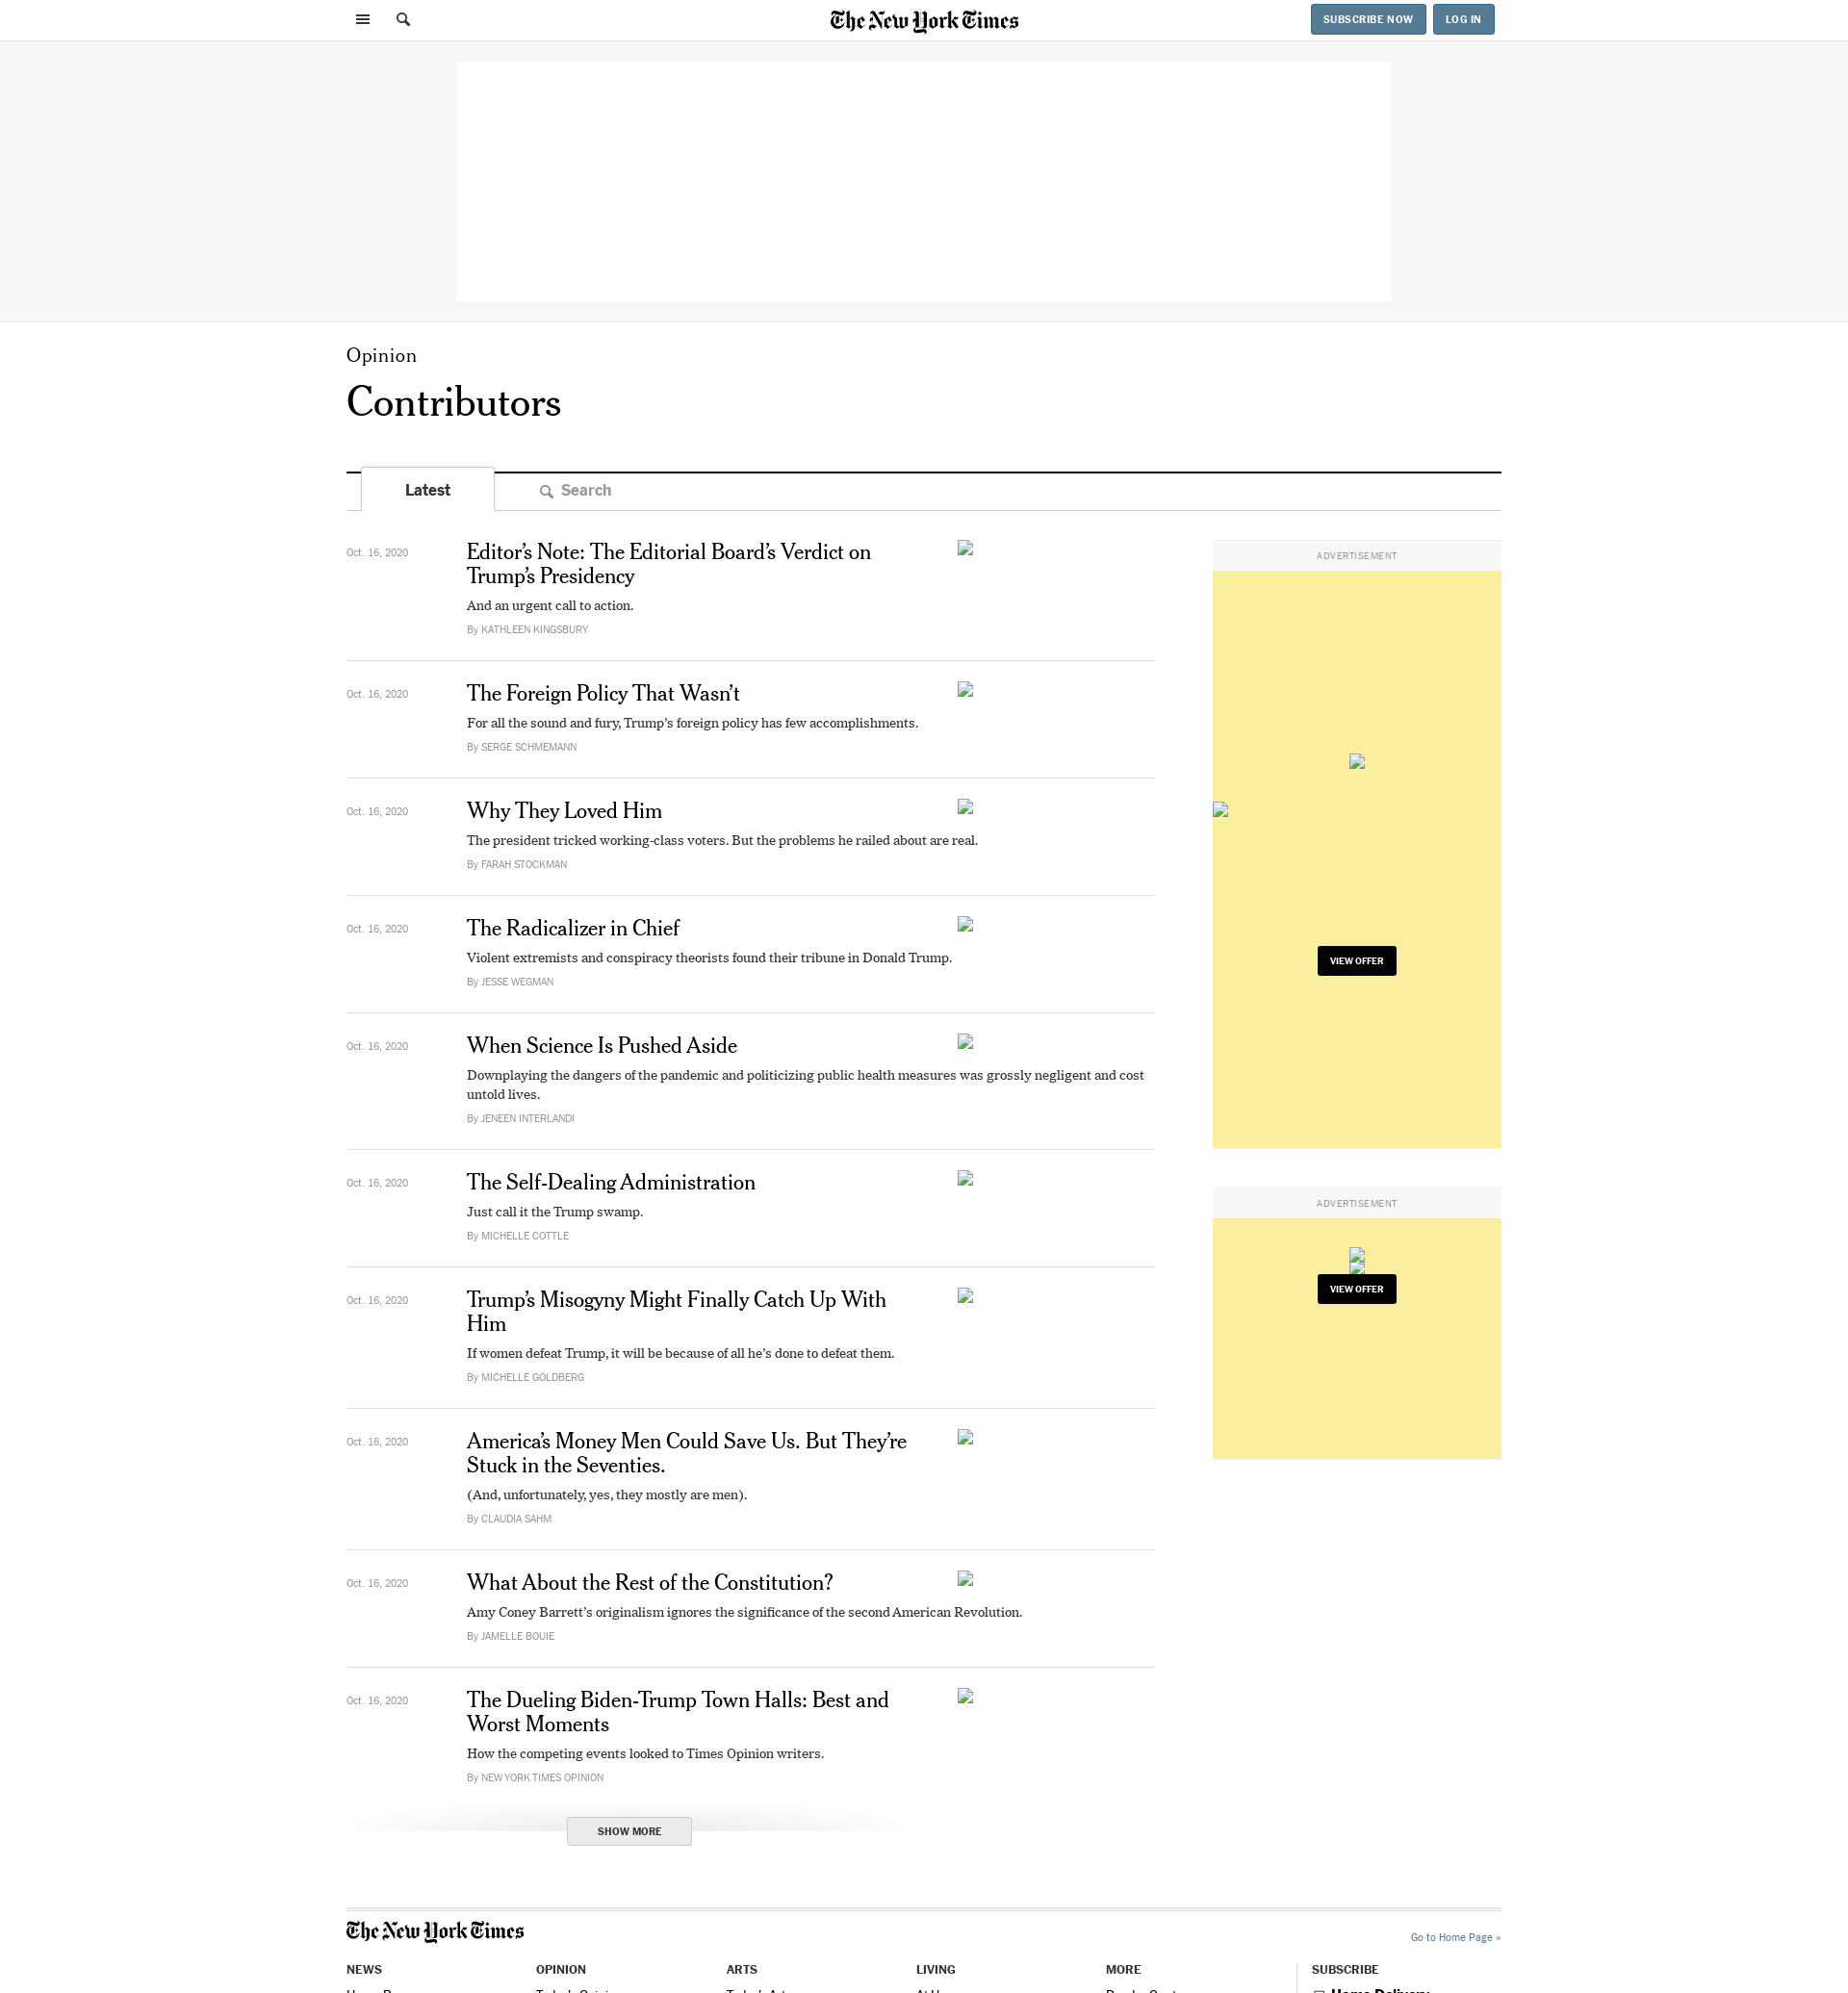 The New York Times
SUBSCRIBE NOW
LOG IN
Opinion
Contributors
Latest
Search
Oct. 16, 2020
Editor’s Note: The Editorial Board’s Verdict on
Trump’s Presidency
And an urgent call to action.
By KATHLEEN KINGSBURY
Oct. 16, 2020
The Foreign Policy That Wasn’t
For all the sound and fury, Trump’s foreign policy has few accomplishments.
By SERGE SCHMEMANN
Oct. 16, 2020
Why They Loved Him
The president tricked working-class voters. But the problems he railed about are real.
By FARAH STOCKMAN
Oct. 16, 2020
The Radicalizer in Chief
Violent extremists and conspiracy theorists found their tribune in Donald Trump.
By JESSE WEGMAN
Oct. 16, 2020
When Science Is Pushed Aside
Downplaying the dangers of the pandemic and politicizing public health measures was grossly negligent and cost
untold lives.
By JENEEN INTERLANDI
Oct. 16, 2020
The Self-Dealing Administration
Just call it the Trump swamp.
By MICHELLE COTTLE
Oct. 16, 2020
Trump’s Misogyny Might Finally Catch Up With
Him
If women defeat Trump, it will be because of all he’s done to defeat them.
By MICHELLE GOLDBERG
Oct. 16, 2020
America’s Money Men Could Save Us. But They’re
Stuck in the Seventies.
(And, unfortunately, yes, they mostly are men).
By CLAUDIA SAHM
Oct. 16, 2020
What About the Rest of the Constitution?
Amy Coney Barrett’s originalism ignores the significance of the second American Revolution.
By JAMELLE BOUIE
Oct. 16, 2020
The Dueling Biden-Trump Town Halls: Best and
Worst Moments
How the competing events looked to Times Opinion writers.
By NEW YORK TIMES OPINION
SHOW MORE
ADVERTISEMENT
VIEW OFFER
ADVERTISEMENT
VIEW OFFER
The New York Times
Go to Home Page »
NEWS
OPINION
ARTS
LIVING
MORE
SUBSCRIBE
Home Delivery